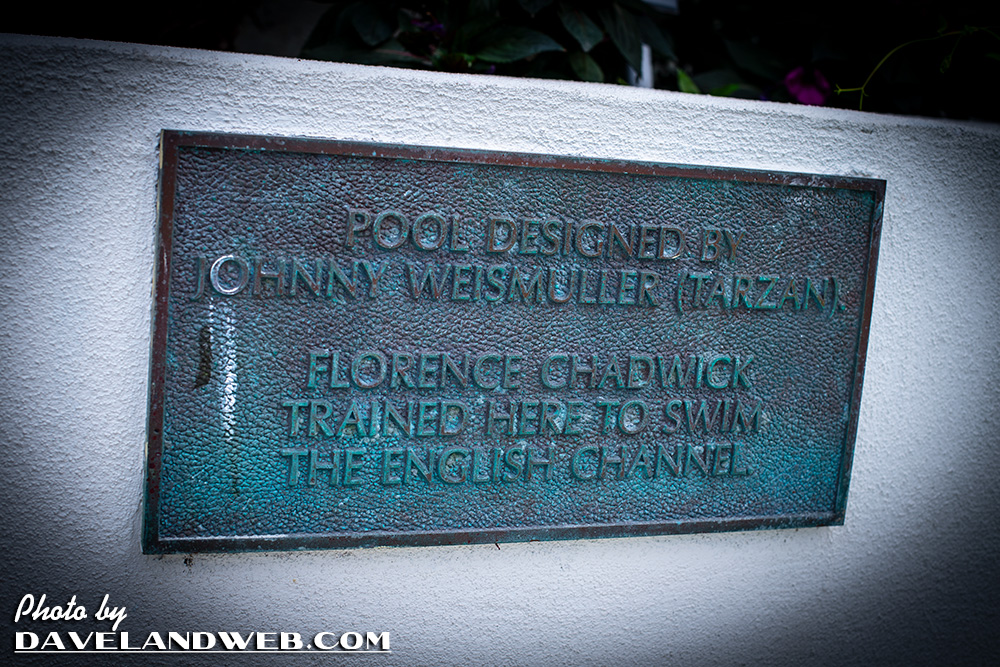 POOL DESIGNED BY
JOHNNY WEISMULLER (TARZAN).
FLORENCE CHADWICK
TRAINED HERE TO SWIM
THE ENGLISH CHANNEL.
Photo by
DAVELANDWEB.COM